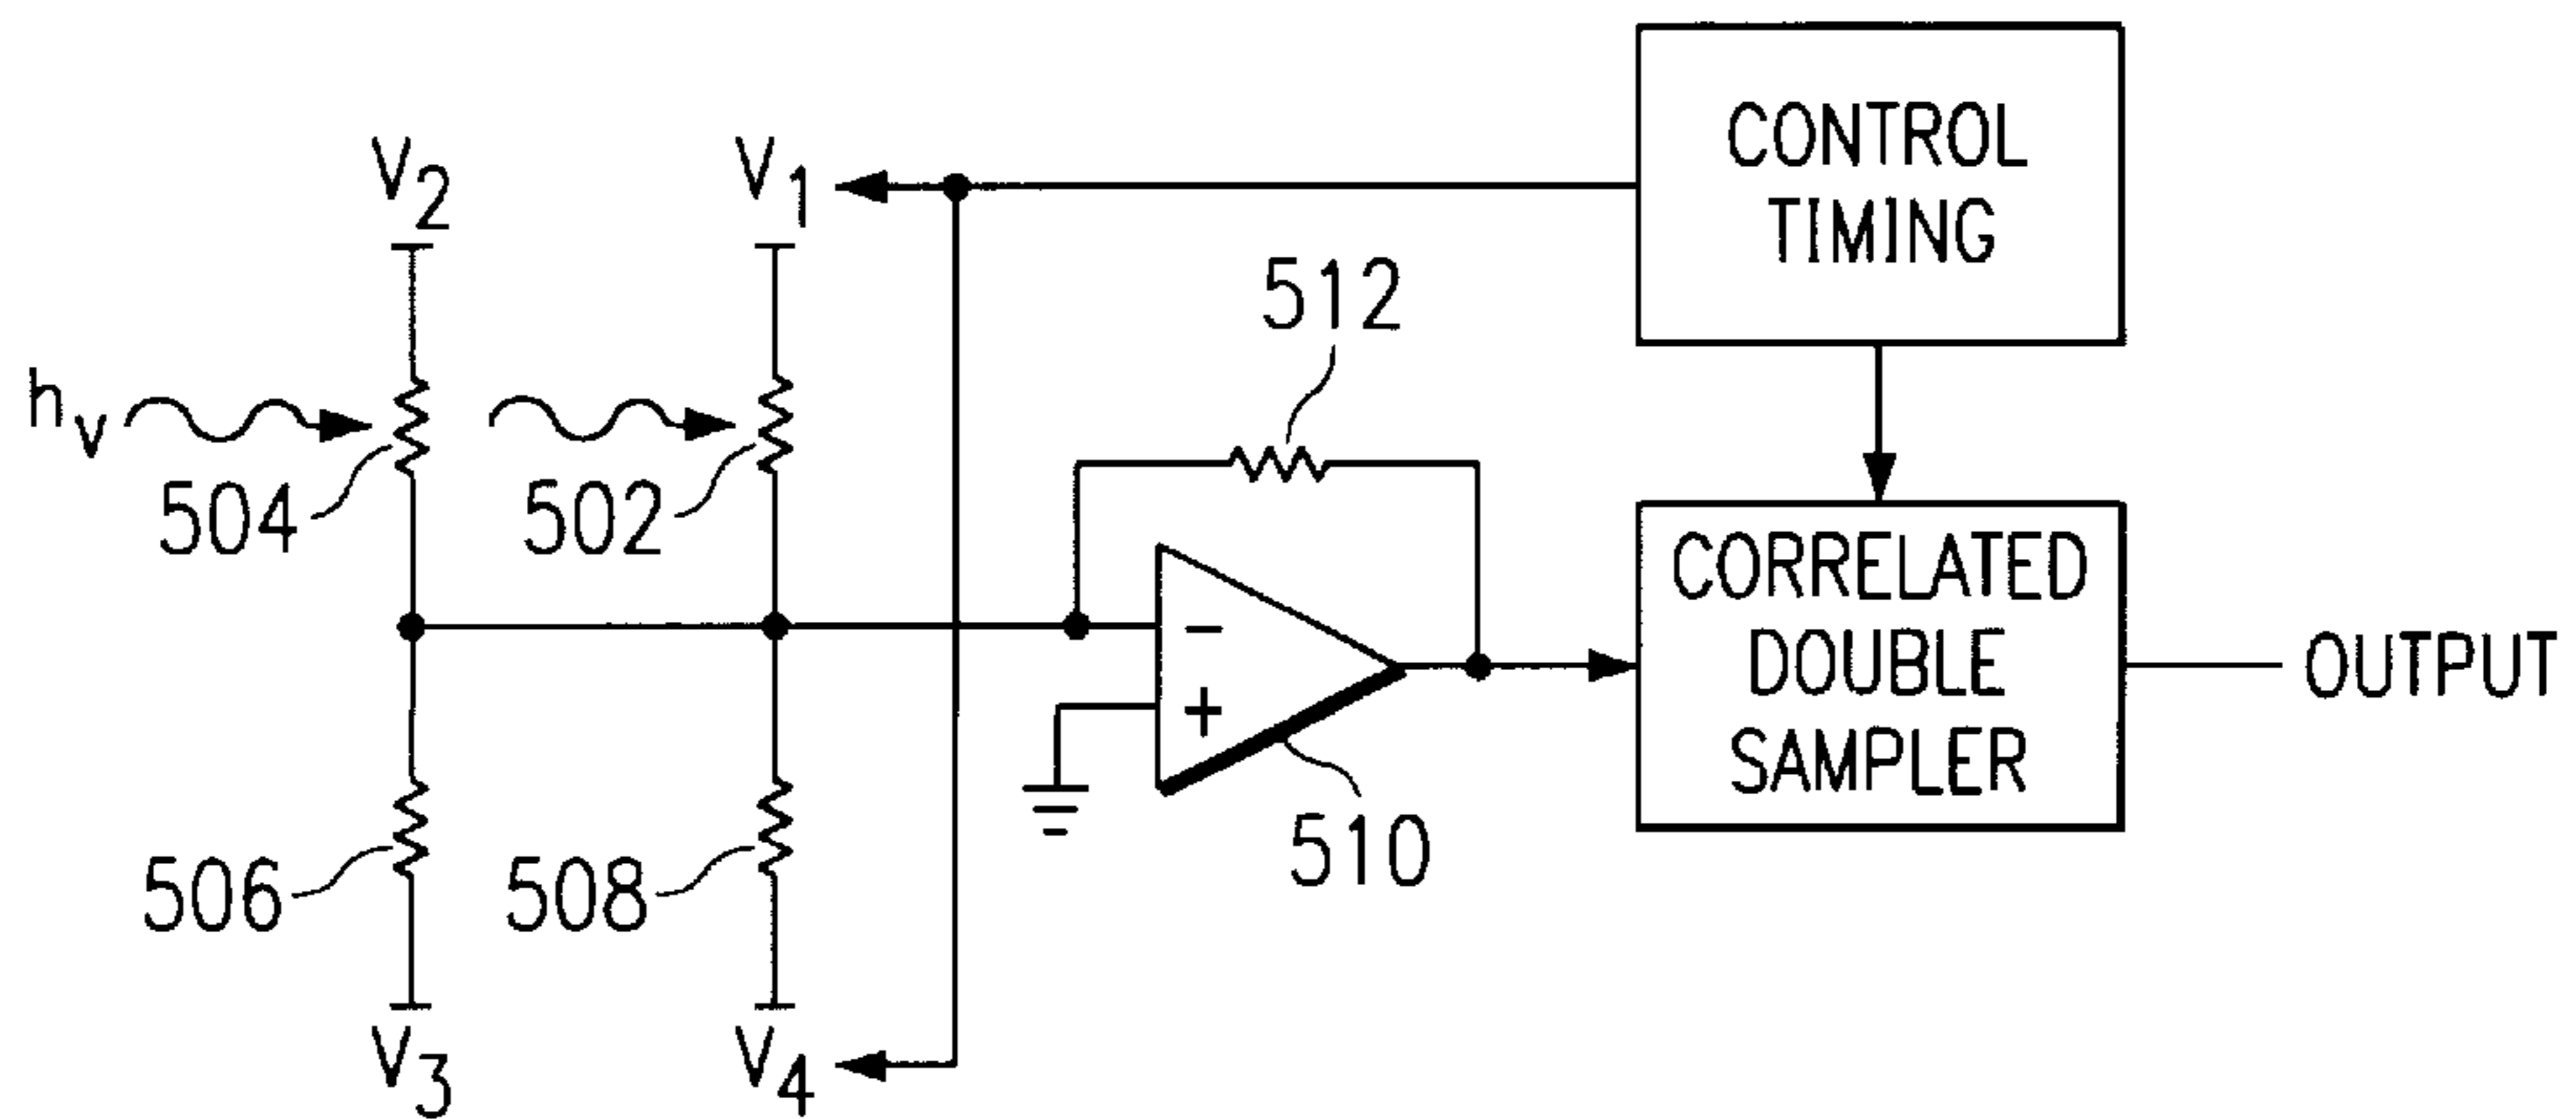 CONTROL
TIMING
V2
V1
512
hv
504
502
CORRELATED
DOUBLE
SAMPLER
−
+
OUTPUT
506
508
510
V3
V4